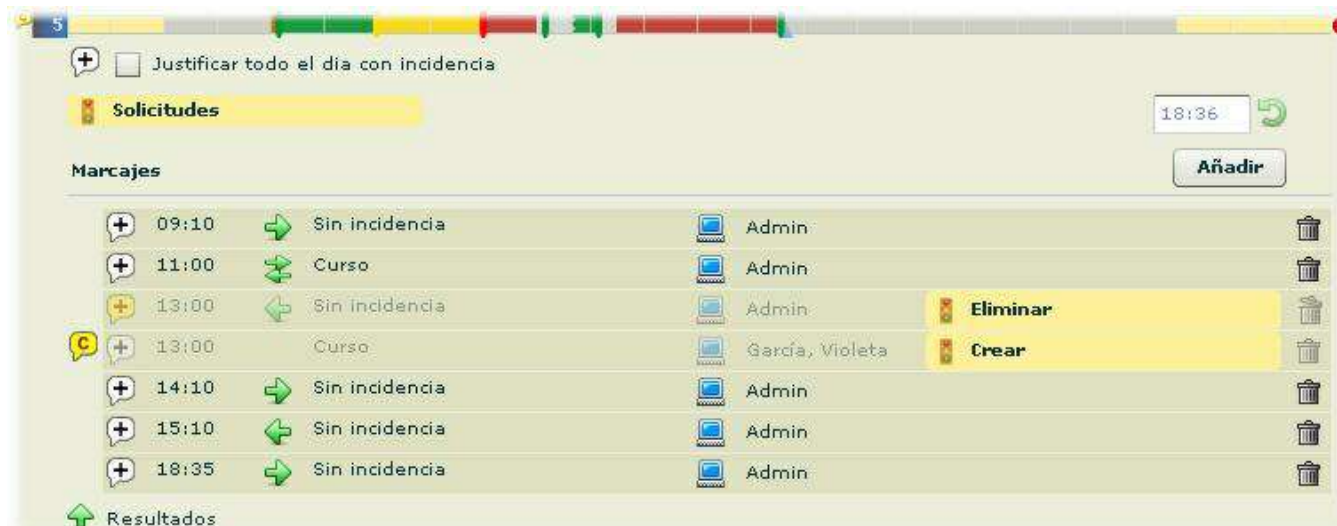 5
Justificar todo el dia con incidencia
Solicitudes
18:36
Marcajes
Añadir
09:10 Sin incidencia Admin
11:00 Curso Admin
13:00 Sin incidencia Admin Eliminar
C 13:00 Curso García, Violeta Crear
14:10 Sin incidencia Admin
15:10 Sin incidencia Admin
18:35 Sin incidencia Admin
Resultados